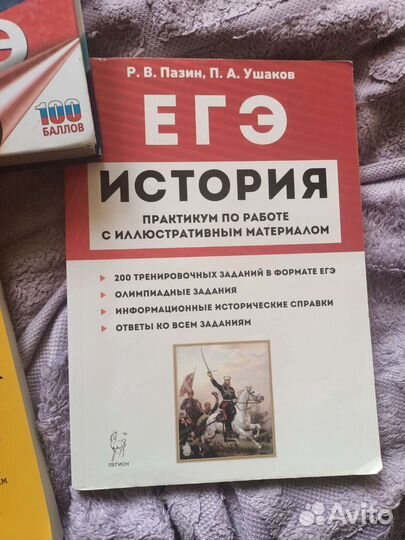 Р. В. Пазин, П. А. Ушаков
ЕГЭ
ИСТОРИЯ
ПРАКТИКУМ ПО РАБОТЕ
С ИЛЛЮСТРАТИВНЫМ МАТЕРИАЛОМ
200 ТРЕНИРОВОЧНЫХ ЗАДАНИЙ В ФОРМАТЕ ЕГЭ
ОЛИМПИАДНЫЕ ЗАДАНИЯ
ИНФОРМАЦИОННЫЕ ИСТОРИЧЕСКИЕ СПРАВКИ
ОТВЕТЫ КО ВСЕМ ЗАДАНИЯМ
ЛЕГИОН
100
БАЛЛОВ
Avito